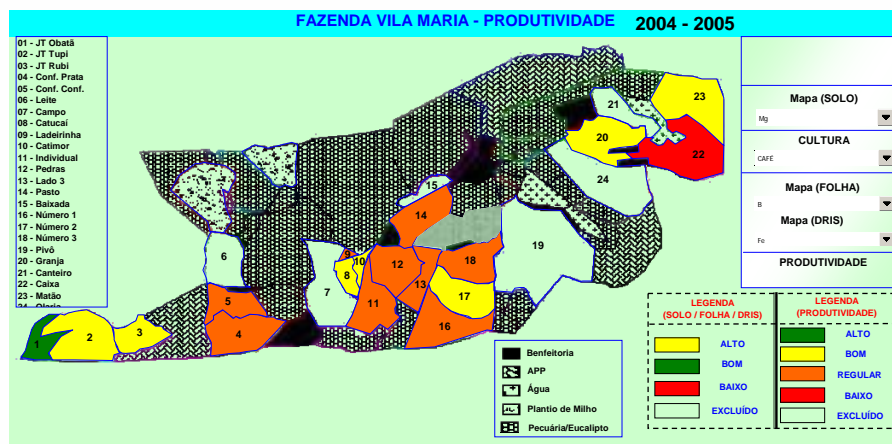 FAZENDA VILA MARIA - PRODUTIVIDADE 2004 - 2005
01 - JT Obatã
02 - JT Tupi
03 - JT Rubi
04 - Conf. Prata
05 - Conf. Conf.
06 - Leite
07 - Campo
08 - Catucaí
09 - Ladeirinha
10 - Catimor
11 - Individual
12 - Pedras
13 - Lado 3
14 - Pasto
15 - Baixada
16 - Número 1
17 - Número 2
18 - Número 3
19 - Pivô
20 - Granja
21 - Canteiro
22 - Caixa
23 - Matão
24 - Olaria
23
21
20
22
24
15
14
19
6
9
10
8
12
18
7
13
17
5
11
4
16
1
2
3
Mapa (SOLO)
Mg
CULTURA
CAFÉ
Mapa (FOLHA)
B
Mapa (DRIS)
Fe
PRODUTIVIDADE
LEGENDA
(SOLO / FOLHA / DRIS)
ALTO
BOM
BAIXO
EXCLUÍDO
LEGENDA
(PRODUTIVIDADE)
ALTO
BOM
REGULAR
BAIXO
EXCLUÍDO
Benfeitoria
APP
Água
Plantio de Milho
Pecuária/Eucalipto